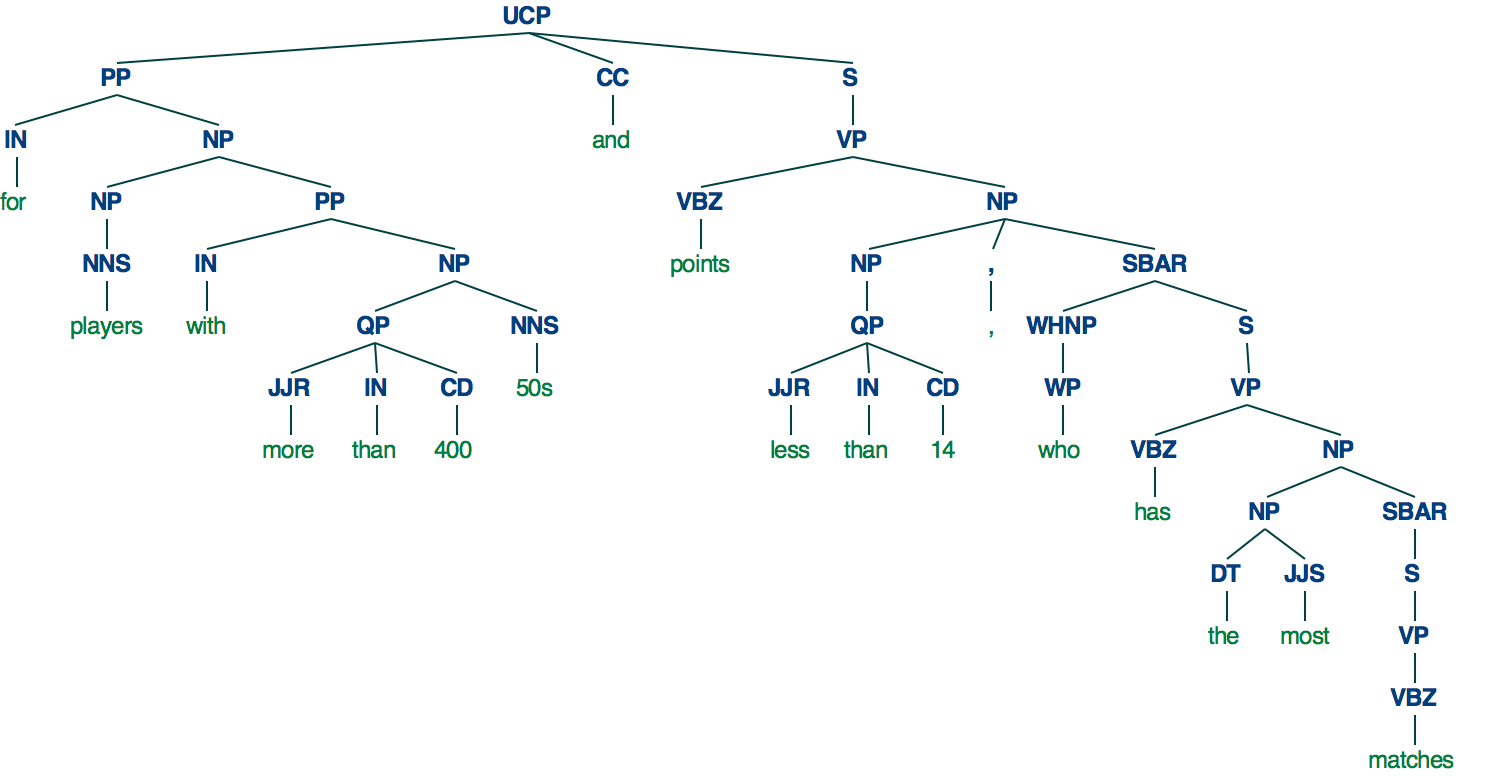 UCP
PP CC S
IN NP and VP
for NP PP VBZ NP
NNS IN NP points NP , SBAR
players with QP NNS QP , WHNP S
JJR IN CD 50s JJR IN CD WP VP
more than 400 less than 14 who VBZ NP
has NP SBAR
DT JJS S
the most VP
VBZ
matches